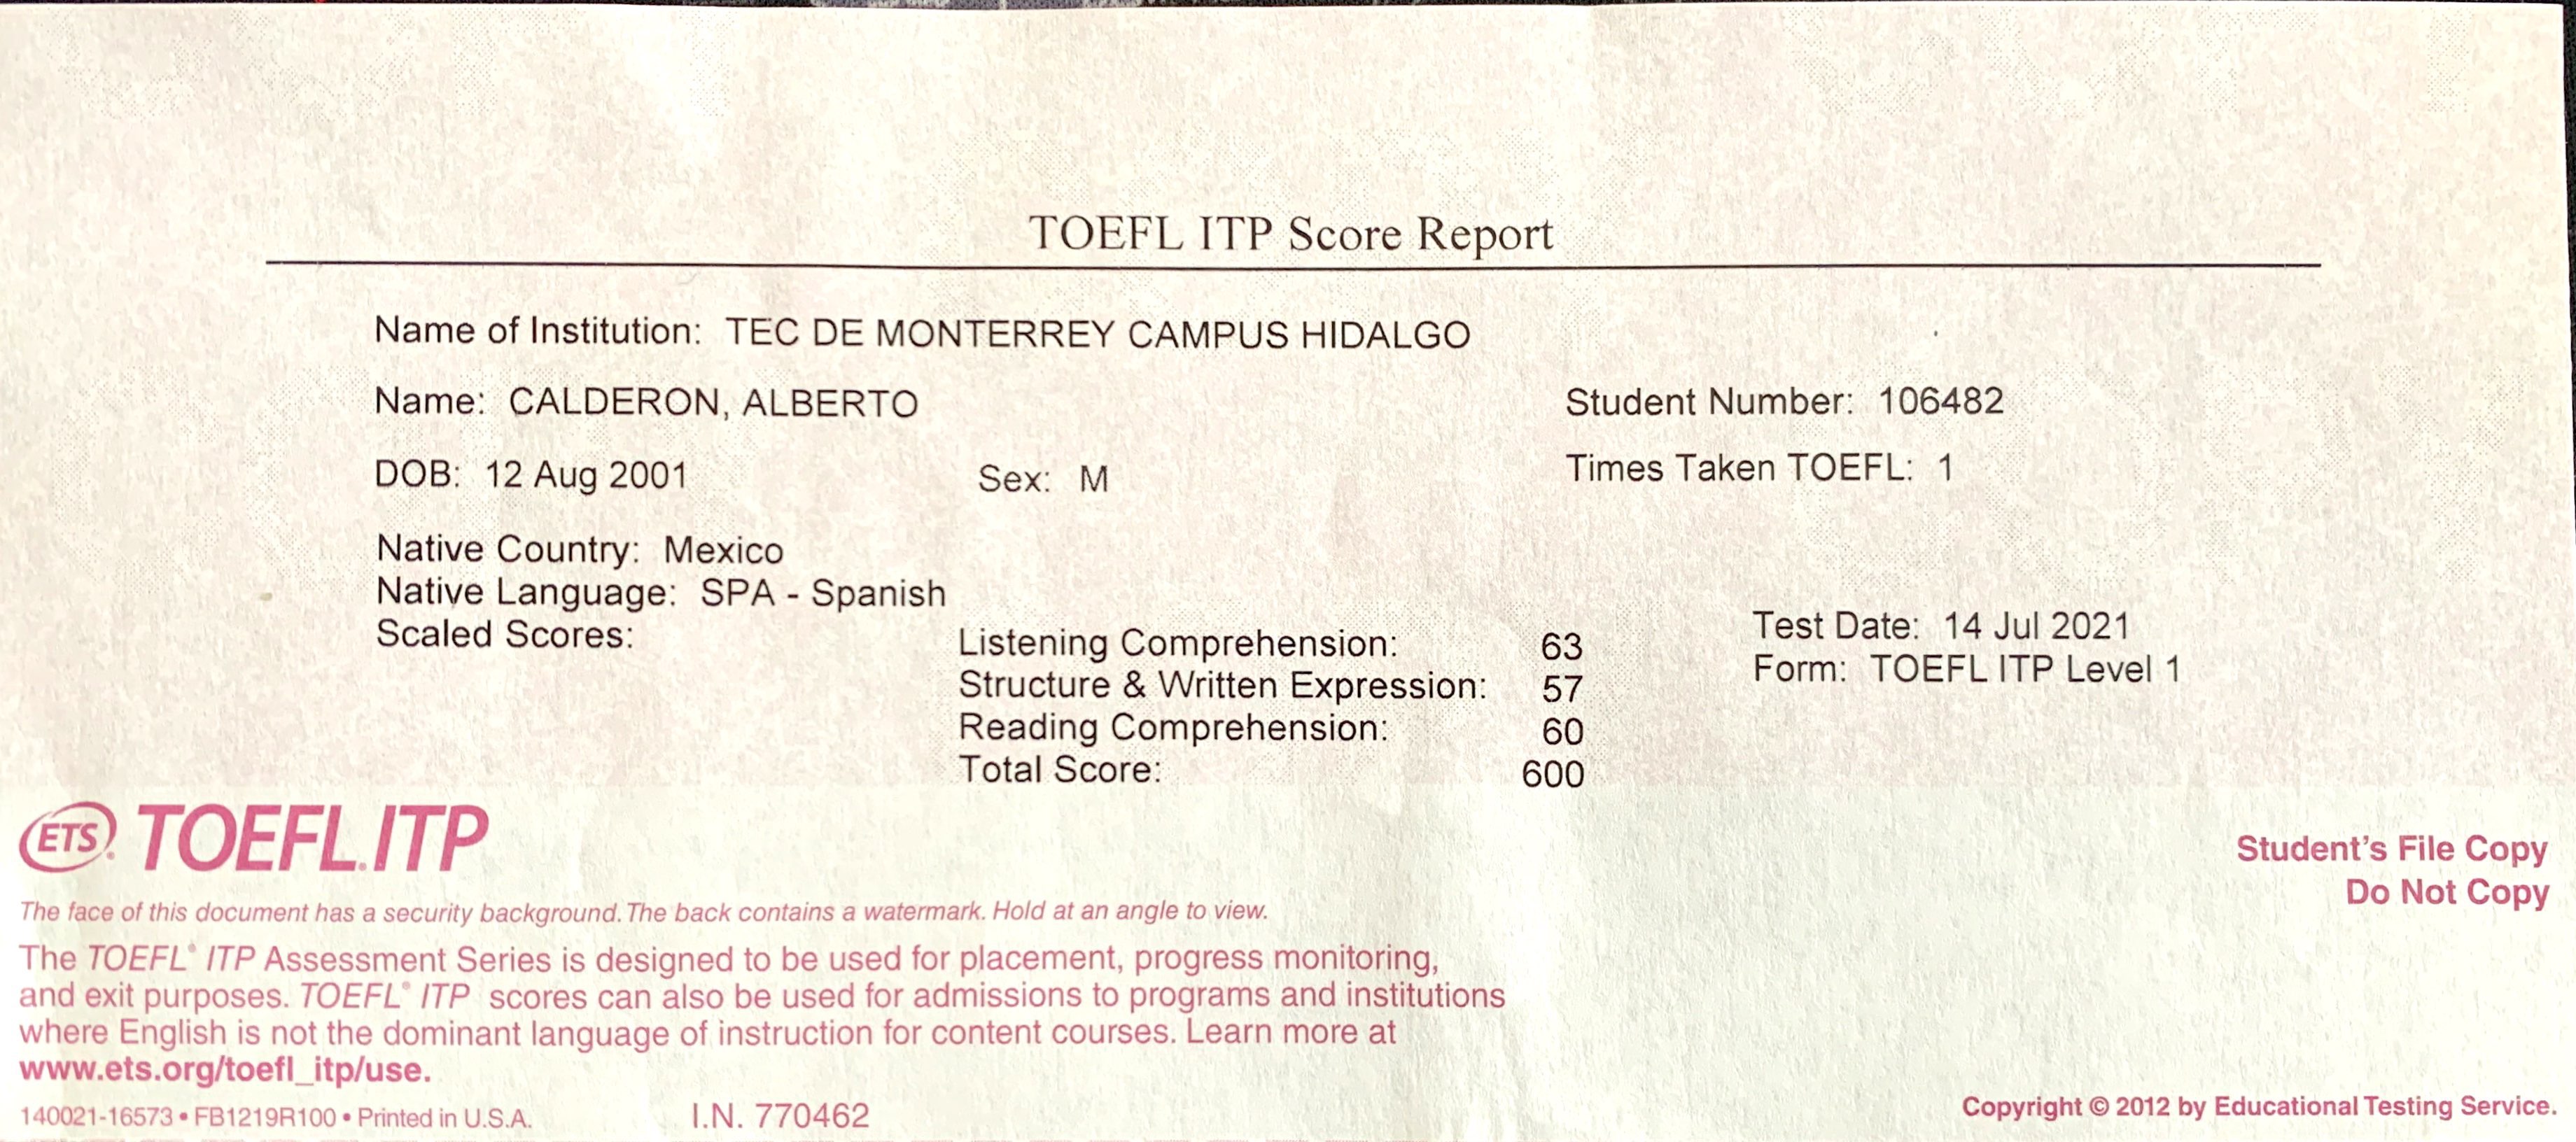 TOEFL ITP Score Report
Name of Institution: TEC DE MONTERREY CAMPUS HIDALGO
Name: CALDERON, ALBERTO
Student Number: 106482
DOB: 12 Aug 2001
Sex: M
Times Taken TOEFL: 1
Native Country: Mexico
Native Language: SPA - Spanish
Scaled Scores:
Listening Comprehension: 63
Structure & Written Expression: 57
Reading Comprehension: 60
Total Score: 600
Test Date: 14 Jul 2021
Form: TOEFL ITP Level 1
ETS® TOEFL ITP
Student's File Copy
Do Not Copy
The face of this document has a security background. The back contains a watermark. Hold at an angle to view.
The TOEFL® ITP Assessment Series is designed to be used for placement, progress monitoring,
and exit purposes. TOEFL® ITP scores can also be used for admissions to programs and institutions
where English is not the dominant language of instruction for content courses. Learn more at
www.ets.org/toefl_itp/use.
140021-16573 • FB1219R100 • Printed in U.S.A.
I.N. 770462
Copyright © 2012 by Educational Testing Service.